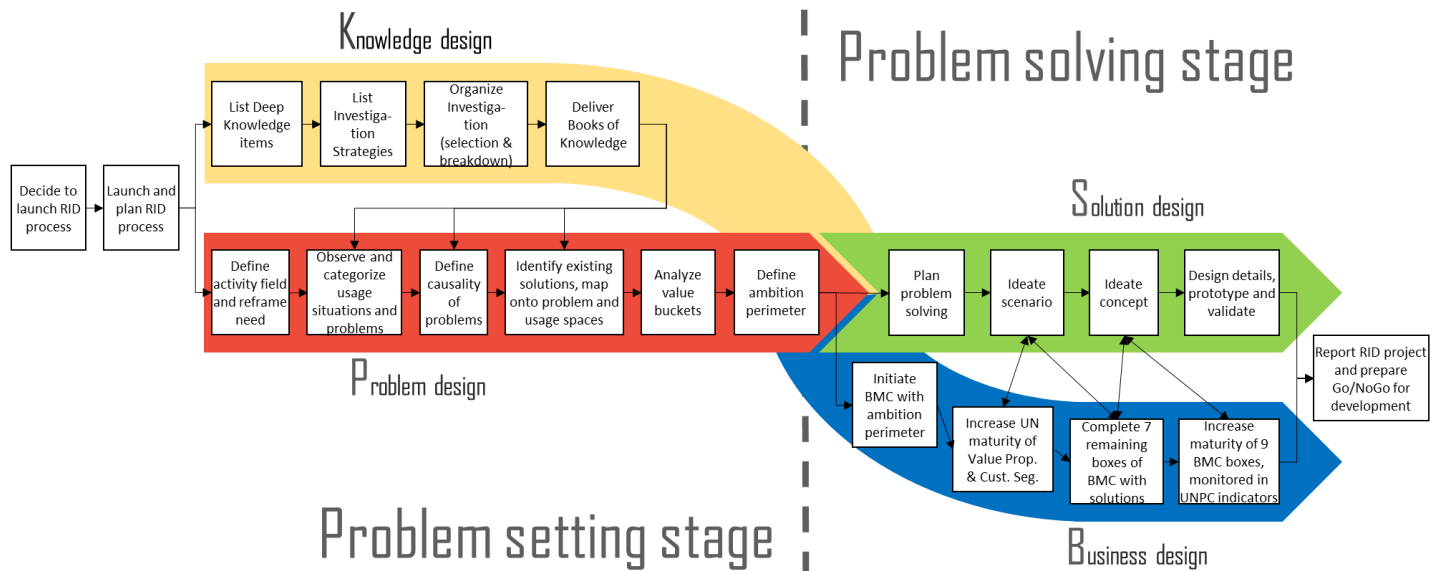 Knowledge design
Problem solving stage
List Deep
Knowledge
items
List
Investiga-
tion
Strategies
Organize
Investiga-
tion
(selection &
breakdown)
Deliver
Books of
Knowledge
Decide to
launch RID
process
Launch and
plan RID
process
Solution design
Define
activity field
and reframe
need
Observe and
categorize
usage
situations and
problems
Define
causality of
problems
Identify existing
solutions, map
onto problem and
usage spaces
Analyze
value
buckets
Define
ambition
perimeter
Plan
problem
solving
Ideate
scenario
Ideate
concept
Design details,
prototype and
validate
Report RID project
and prepare
Go/NoGo for
development
Problem design
Initiate
BMC with
ambition
perimeter
Increase UN
maturity of
Value Prop.
& Cust. Seg.
Complete 7
remaining
boxes of
BMC with
solutions
Increase
maturity of 9
BMC boxes,
monitored in
UNPC indicators
Problem setting stage
Business design